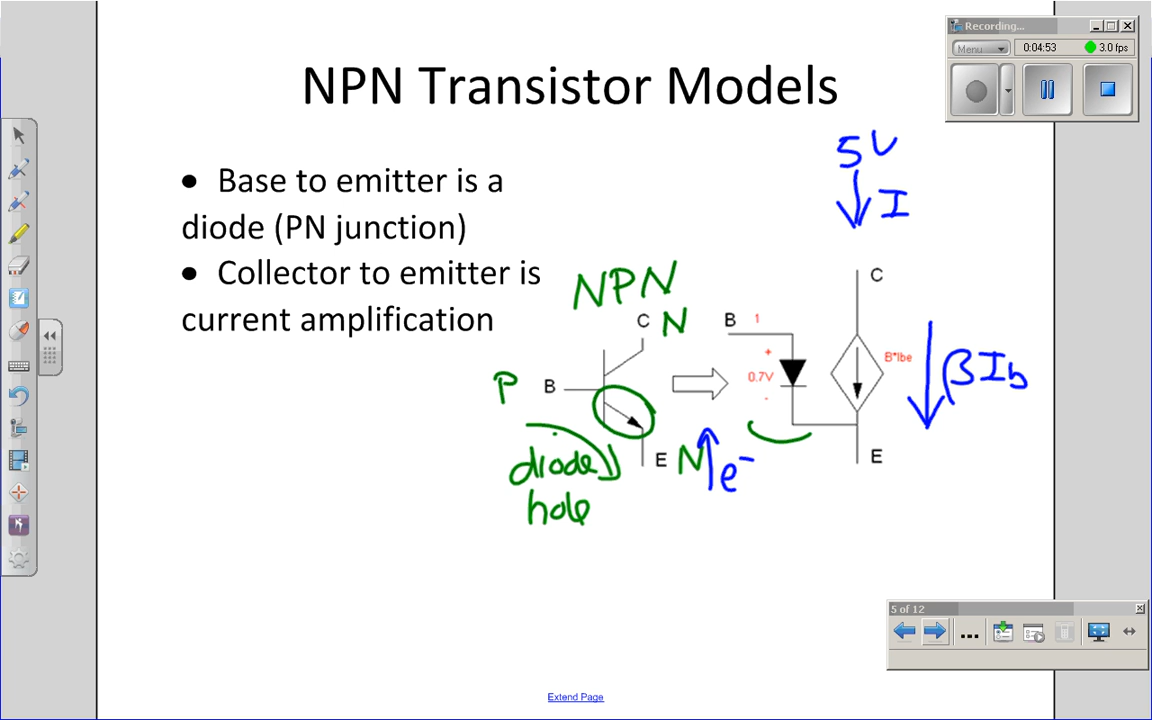 Recording...
Menu
0:04:53
3.0 fps
NPN Transistor Models
5V
I
• Base to emitter is a
diode (PN junction)
• Collector to emitter is
current amplification
NPN
C N
B 1
C
P B
+
0.7V
-
B*Ibe
βIb
diode
hole
E N
e-
E
5 of 12
...
Extend Page